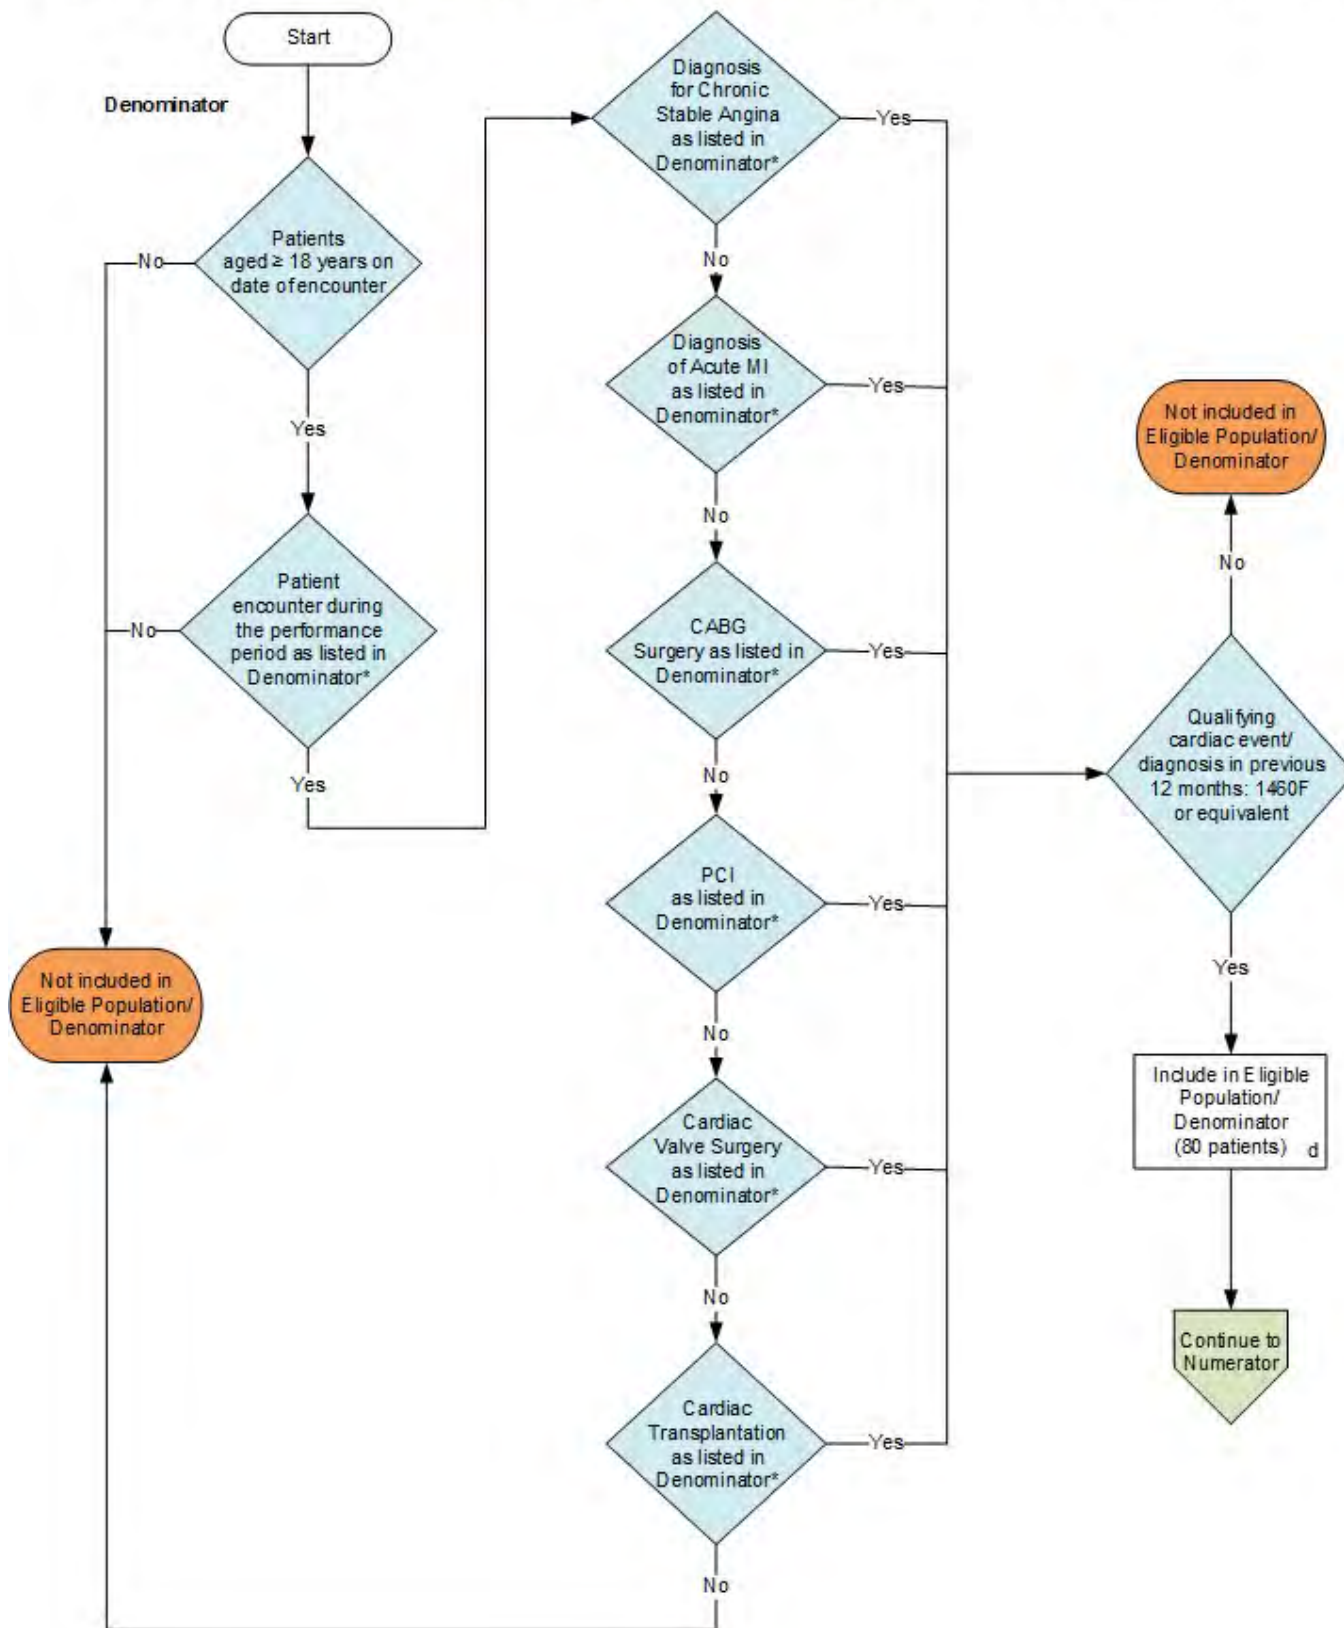 Start
Denominator
Patients
aged ≥ 18 years on
date of encounter
No
Yes
Patient
encounter during
the performance
period as listed in
Denominator*
No
Yes
Not included in
Eligible Population/
Denominator
Diagnosis
for Chronic
Stable Angina
as listed in
Denominator*
Yes
No
Diagnosis
of Acute MI
as listed in
Denominator*
Yes
No
CABG
Surgery as listed in
Denominator*
Yes
No
PCI
as listed in
Denominator*
Yes
No
Cardiac
Valve Surgery
as listed in
Denominator*
Yes
No
Cardiac
Transplantation
as listed in
Denominator*
Yes
No
Not included in
Eligible Population/
Denominator
No
Qualifying
cardiac event/
diagnosis in previous
12 months: 1460F
or equivalent
Yes
Include in Eligible
Population/
Denominator
(80 patients) d
Continue to
Numerator